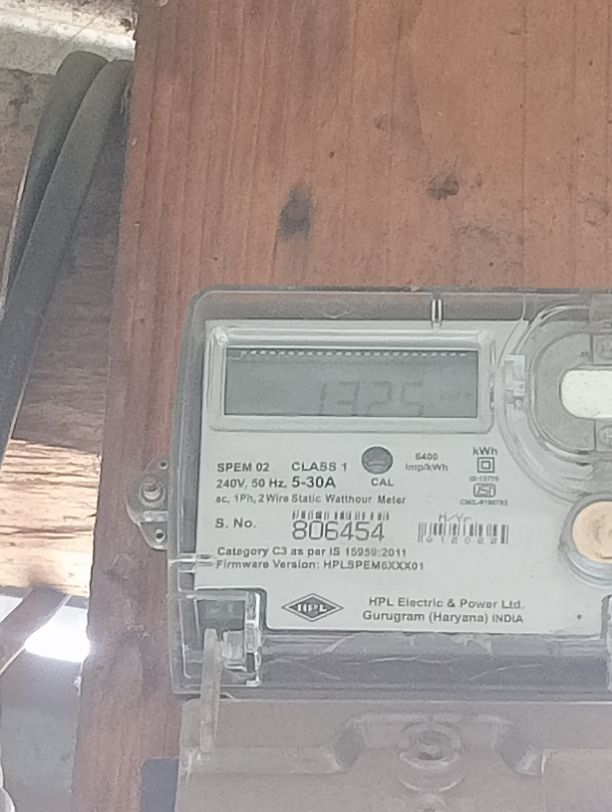 1325
SPEM 02 CLASS 1
6400
imp/kWh
kWh
240V, 50 Hz, 5-30A CAL
ac, 1Ph, 2 Wire Static Watthour Meter
S. No. 806454
M/Yr.
Category C3 as per IS 15959:2011
Firmware Version: HPLSPEM6XXX01
HPL
HPL Electric & Power Ltd.
Gurugram (Haryana) INDIA